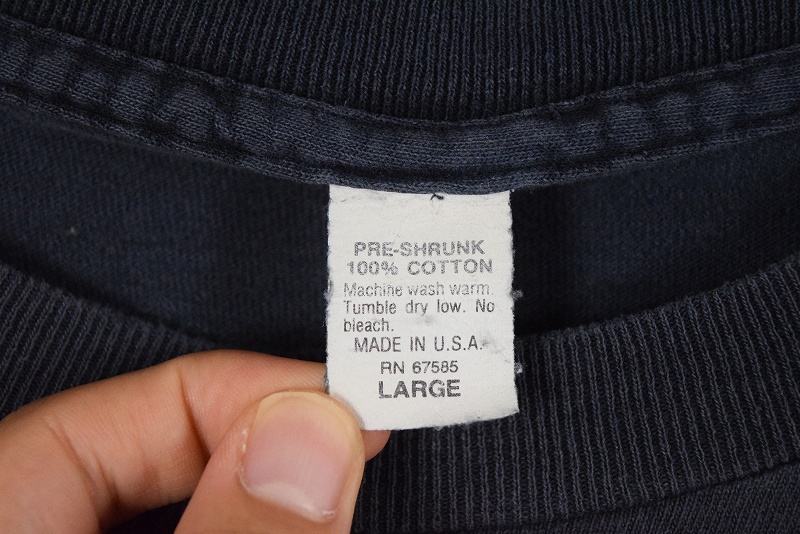 PRE-SHRUNK
100% COTTON
Machine wash warm.
Tumble dry low. No
bleach.
MADE IN U.S.A.
RN 67585
LARGE